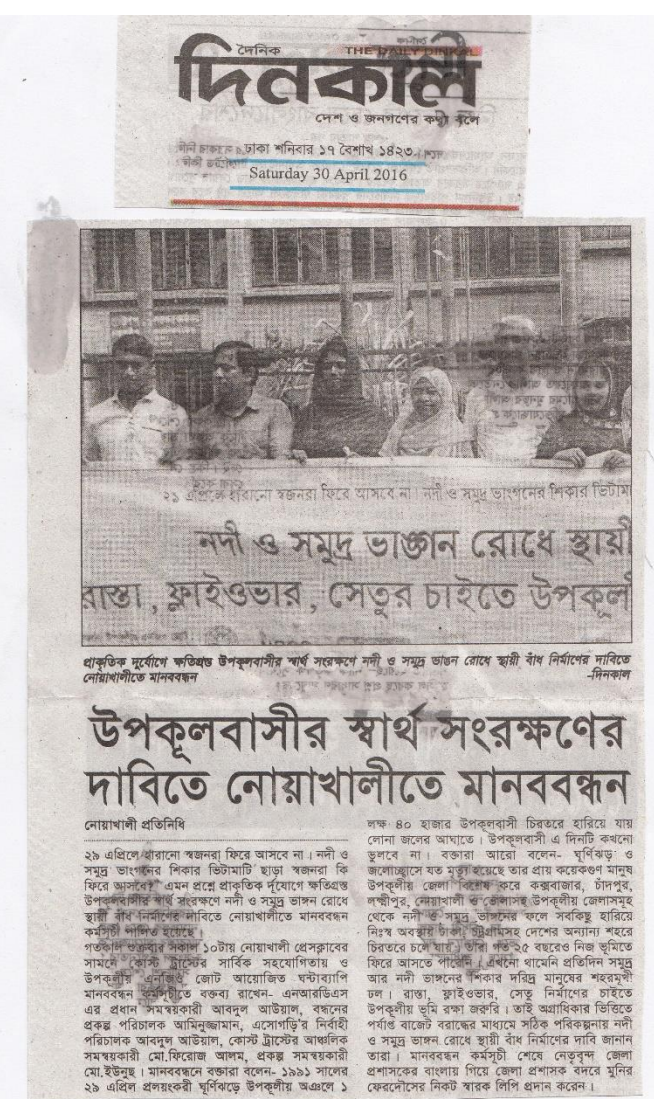 দৈনিক
THE DAILY DINKAL
দিনকাল
দেশ ও জনগণের কথা বলে
ঢাকা শনিবার ১৭ বৈশাখ ১৪২৩
Saturday 30 April 2016
২৯ এপ্রিলে হারানো স্বজনরা ফিরে আসবে না। নদী ও সমুদ্র ভাংগনের শিকার ভিটাম
নদী ও সমুদ্র ভাঙ্গন রোধে স্থায়ী
রাস্তা, ফ্লাইওভার, সেতুর চাইতে উপকূল
প্রাকৃতিক দুর্যোগে ক্ষতিগ্রস্ত উপকূলবাসীর স্বার্থ সংরক্ষণে নদী ও সমুদ্র ভাঙন রোধে স্থায়ী বাঁধ নির্মাণের দাবিতে
নোয়াখালীতে মানববন্ধন -দিনকাল
উপকূলবাসীর স্বার্থ সংরক্ষণের
দাবিতে নোয়াখালীতে মানববন্ধন
নোয়াখালী প্রতিনিধি
২৯ এপ্রিলে হারানো স্বজনরা ফিরে আসবে না। নদী ও
সমুদ্র ভাংগনের শিকার ভিটামাটি ছাড়া স্বজনরা কি
ফিরে আসবে? এমন প্রশ্নে প্রাকৃতিক দুর্যোগে ক্ষতিগ্রস্ত
উপকূলবাসীর স্বার্থ সংরক্ষণে নদী ও সমুদ্র ভাঙ্গন রোধে
স্থায়ী বাঁধ নির্মাণের দাবিতে নোয়াখালীতে মানববন্ধন
কর্মসূচী পালিত হয়েছে।
গতকাল শুক্রবার সকাল ১০টায় নোয়াখালী প্রেসক্লাবের
সামনে কোস্ট ট্রাস্টের সার্বিক সহযোগীতায় ও
উপকূলীয় এনজিও জোট আয়োজিত ঘন্টাব্যাপি
মানববন্ধন কর্মসূচীতে বক্তব্য রাখেন- এনআরডিএস
এর প্রধান সমন্বয়কারী আবদুল আউয়াল, বন্ধনের
প্রকল্প পরিচালক আমিনুজ্জামান, এসোগড়ি'র নির্বাহী
পরিচালক আবদুল আউয়াল, কোস্ট ট্রাস্টের আঞ্চলিক
সমন্বয়কারী মো.ফিরোজ আলম, প্রকল্প সমন্বয়কারী
মো.ইউনুছ। মানববন্ধনে বক্তারা বলেন- ১৯৯১ সালের
২৯ এপ্রিল প্রলয়ংকরী ঘূর্ণিঝড়ে উপকূলীয় অঞ্চলে ১
লক্ষ ৪০ হাজার উপকূলবাসী চিরতরে হারিয়ে যায়
লোনা জলের আঘাতে। উপকূলবাসী এ দিনটি কখনো
ভুলবে না। বক্তারা আরো বলেন- ঘূর্ণিঝড় ও
জলোচ্ছাসে যত মৃত্যু হয়েছে তার প্রায় কয়েকগুণ মানুষ
উপকূলীয় জেলা বিশেষ করে কক্সবাজার, চাঁদপুর,
লক্ষীপুর, নোয়াখালী ও ভোলাসহ উপকূলীয় জেলাসমূহ
থেকে নদী ও সমুদ্র ভাঙ্গনের ফলে সবকিছু হারিয়ে
নিঃস্ব অবস্থায় ঢাকা, চট্রগ্রামসহ দেশের অন্যান্য শহরে
চিরতরে চলে যায়। তারা গত ২৫ বছরেও নিজ ভূমিতে
ফিরে আসতে পারেনি। এখনো থামেনি প্রতিদিন সমুদ্র
আর নদী ভাঙ্গনের শিকার দরিদ্র মানুষের শহরমূখী
ঢল। রাস্তা, ফ্লাইওভার, সেতু নির্মাণের চাইতে
উপকূলীয় ভূমি রক্ষা জরুরি। তাই অগ্রাধিকার ভিত্তিতে
পর্যাপ্ত বাজেট বরাদ্ধের মাধ্যমে সঠিক পরিকল্পনায় নদী
ও সমুদ্র ভাঙ্গন রোধে স্থায়ী বাঁধ নির্মাণের দাবি জানান
তারা। মানববন্ধন কর্মসূচী শেষে নেতৃবৃন্দ জেলা
প্রশাসকের বাংলায় গিয়ে জেলা প্রশাসক বদরে মুনির
ফেরদৌসের নিকট স্বারক লিপি প্রদান করেন।